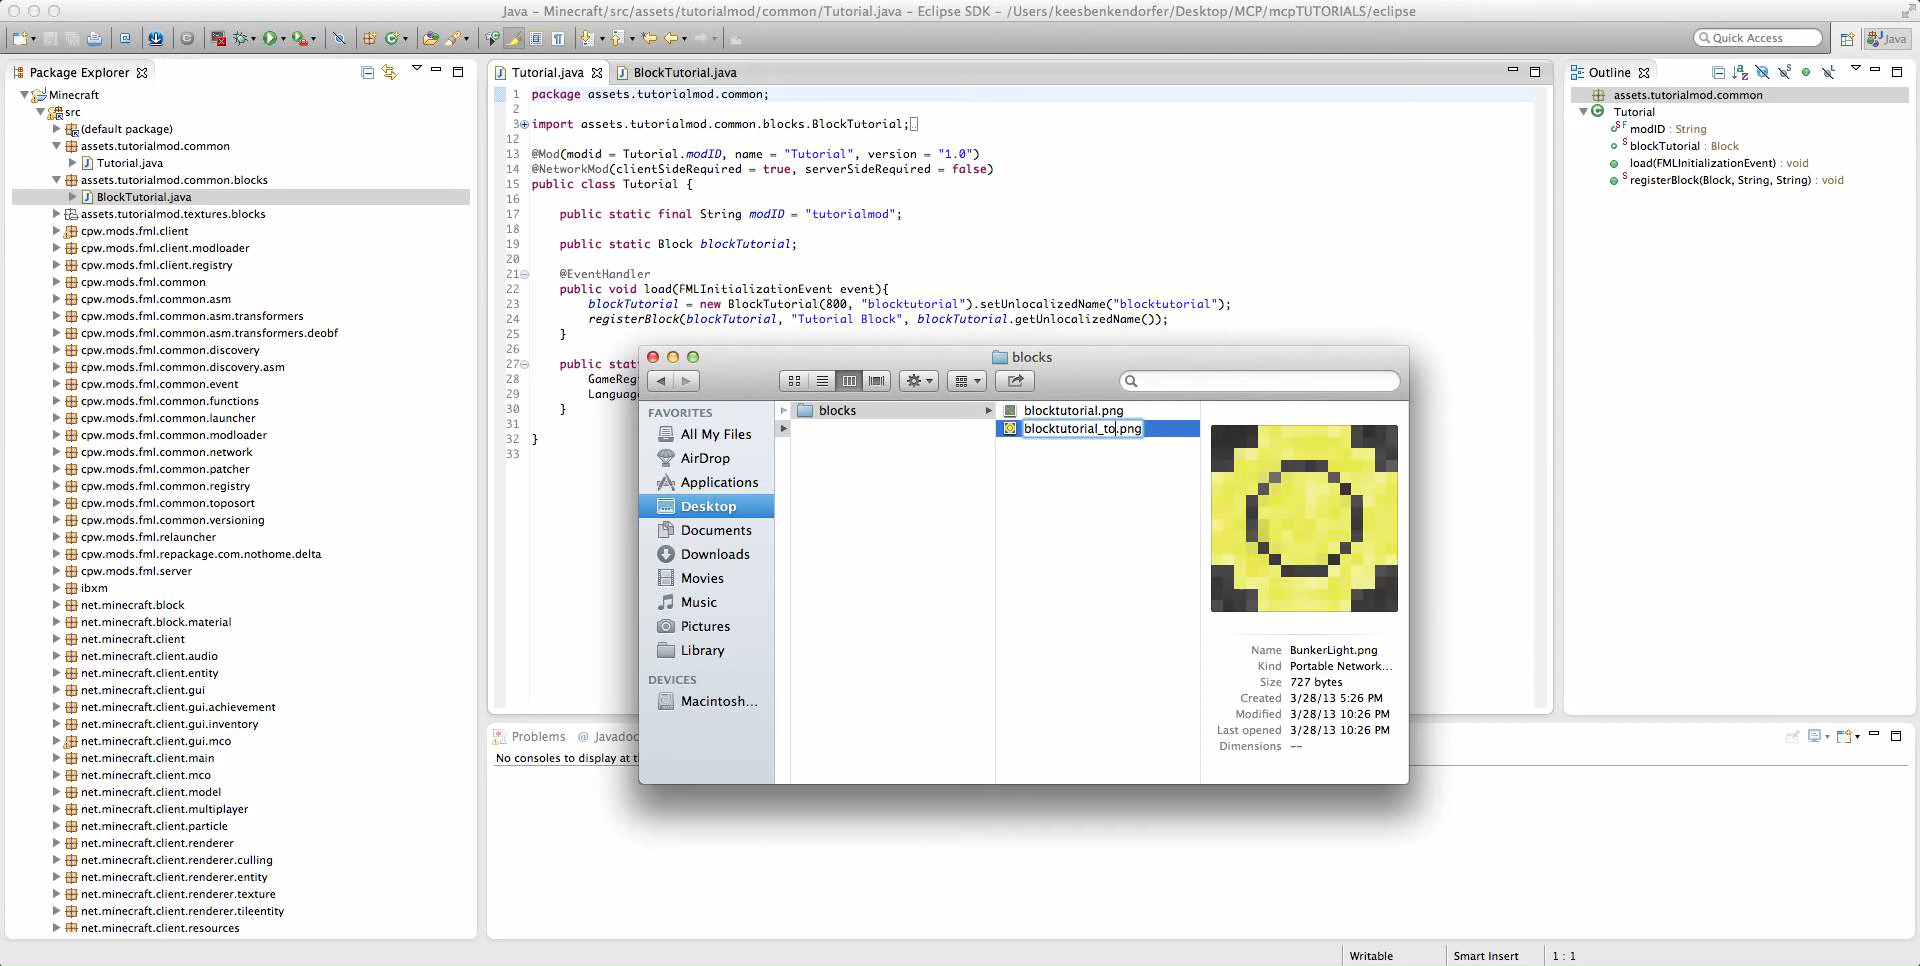 Java – Minecraft/src/assets/tutorialmod/common/Tutorial.java – Eclipse SDK – /Users/keesbenkendorfer/Desktop/MCP/mcpTUTORIALS/eclipse
Quick Access
Java
Package Explorer
Minecraft
src
(default package)
assets.tutorialmod.common
Tutorial.java
assets.tutorialmod.common.blocks
BlockTutorial.java
assets.tutorialmod.textures.blocks
cpw.mods.fml.client
cpw.mods.fml.client.modloader
cpw.mods.fml.client.registry
cpw.mods.fml.common
cpw.mods.fml.common.asm
cpw.mods.fml.common.asm.transformers
cpw.mods.fml.common.asm.transformers.deobf
cpw.mods.fml.common.discovery
cpw.mods.fml.common.discovery.asm
cpw.mods.fml.common.event
cpw.mods.fml.common.functions
cpw.mods.fml.common.launcher
cpw.mods.fml.common.modloader
cpw.mods.fml.common.network
cpw.mods.fml.common.patcher
cpw.mods.fml.common.registry
cpw.mods.fml.common.toposort
cpw.mods.fml.common.versioning
cpw.mods.fml.relauncher
cpw.mods.fml.repackage.com.nothome.delta
cpw.mods.fml.server
ibxm
net.minecraft.block
net.minecraft.block.material
net.minecraft.client
net.minecraft.client.audio
net.minecraft.client.entity
net.minecraft.client.gui
net.minecraft.client.gui.achievement
net.minecraft.client.gui.inventory
net.minecraft.client.gui.mco
net.minecraft.client.main
net.minecraft.client.mco
net.minecraft.client.model
net.minecraft.client.multiplayer
net.minecraft.client.particle
net.minecraft.client.renderer
net.minecraft.client.renderer.culling
net.minecraft.client.renderer.entity
net.minecraft.client.renderer.texture
net.minecraft.client.renderer.tileentity
net.minecraft.client.resources
Tutorial.java
BlockTutorial.java
1 package assets.tutorialmod.common;
2
3 import assets.tutorialmod.common.blocks.BlockTutorial;
12
13 @Mod(modid = Tutorial.modID, name = "Tutorial", version = "1.0")
14 @NetworkMod(clientSideRequired = true, serverSideRequired = false)
15 public class Tutorial {
16
17 public static final String modID = "tutorialmod";
18
19 public static Block blockTutorial;
20
21 @EventHandler
22 public void load(FMLInitializationEvent event){
23 blockTutorial = new BlockTutorial(800, "blocktutorial").setUnlocalizedName("blocktutorial");
24 registerBlock(blockTutorial, "Tutorial Block", blockTutorial.getUnlocalizedName());
25 }
26
27 public stat
28 GameReg
29 Languag
30 }
31
32 }
33
blocks
FAVORITES
All My Files
AirDrop
Applications
Desktop
Documents
Downloads
Movies
Music
Pictures
Library
DEVICES
Macintosh...
blocks
blocktutorial.png
blocktutorial_to.png
Name BunkerLight.png
Kind Portable Network...
Size 727 bytes
Created 3/28/13 5:26 PM
Modified 3/28/13 10:26 PM
Last opened 3/28/13 10:26 PM
Dimensions --
Problems
@ Javadoc
No consoles to display at th
Outline
assets.tutorialmod.common
Tutorial
modID : String
blockTutorial : Block
load(FMLInitializationEvent) : void
registerBlock(Block, String, String) : void
Writable
Smart Insert
1 : 1